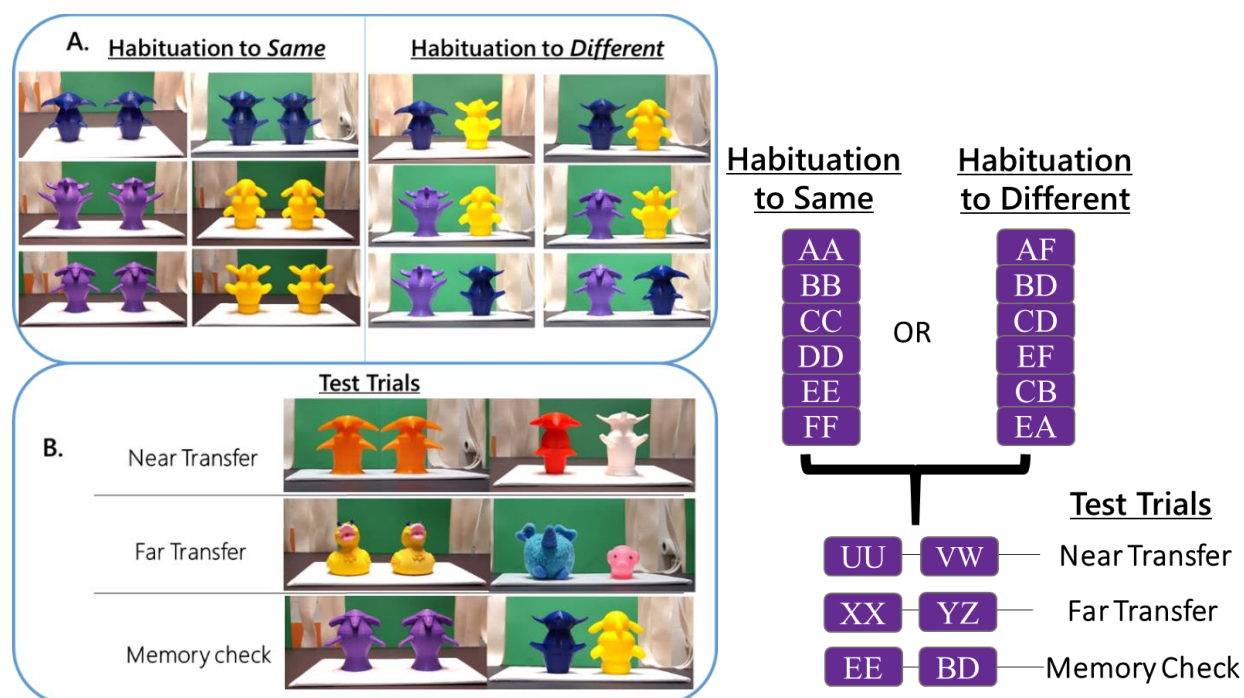 A.
Habituation to Same
Habituation to Different
B.
Test Trials
Near Transfer
Far Transfer
Memory check
Habituation
to Same
Habituation
to Different
AA
BB
CC
DD
EE
FF
OR
AF
BD
CD
EF
CB
EA
Test Trials
UU VW Near Transfer
XX YZ Far Transfer
EE BD Memory Check